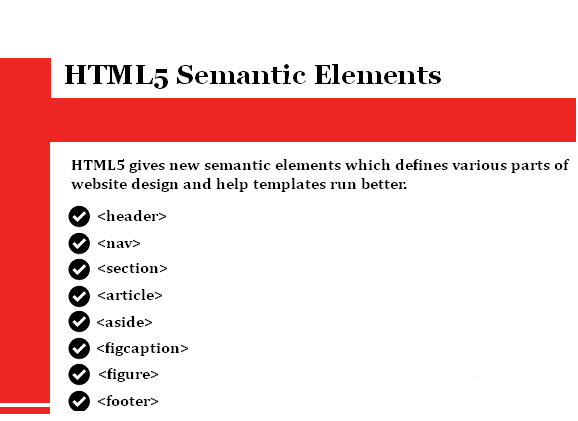 HTML5 Semantic Elements
HTML5 gives new semantic elements which defines various parts of
website design and help templates run better.
<header>
<nav>
<section>
<article>
<aside>
<figcaption>
<figure>
<footer>